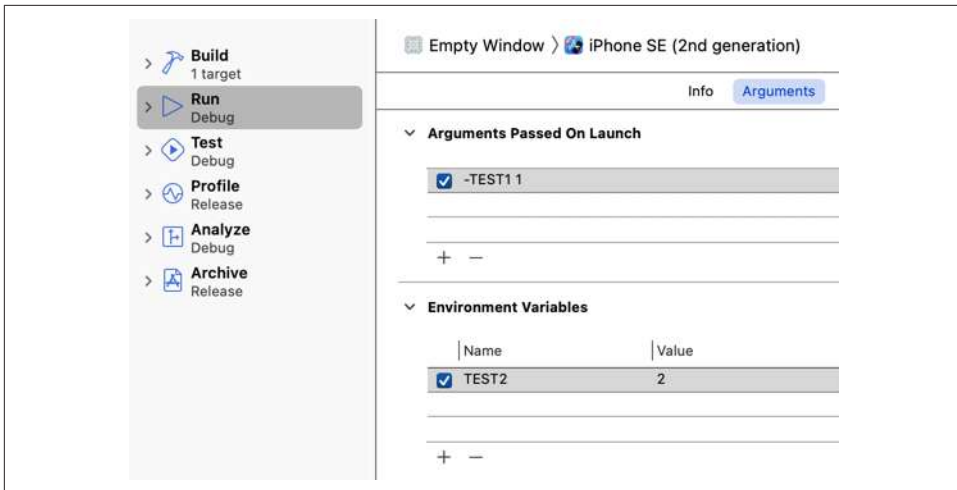 Build
1 target
Run
Debug
Test
Debug
Profile
Release
Analyze
Debug
Archive
Release
Empty Window 〉 iPhone SE (2nd generation)
Info Arguments
Arguments Passed On Launch
-TEST1 1
+ −
Environment Variables
Name Value
TEST2 2
+ −